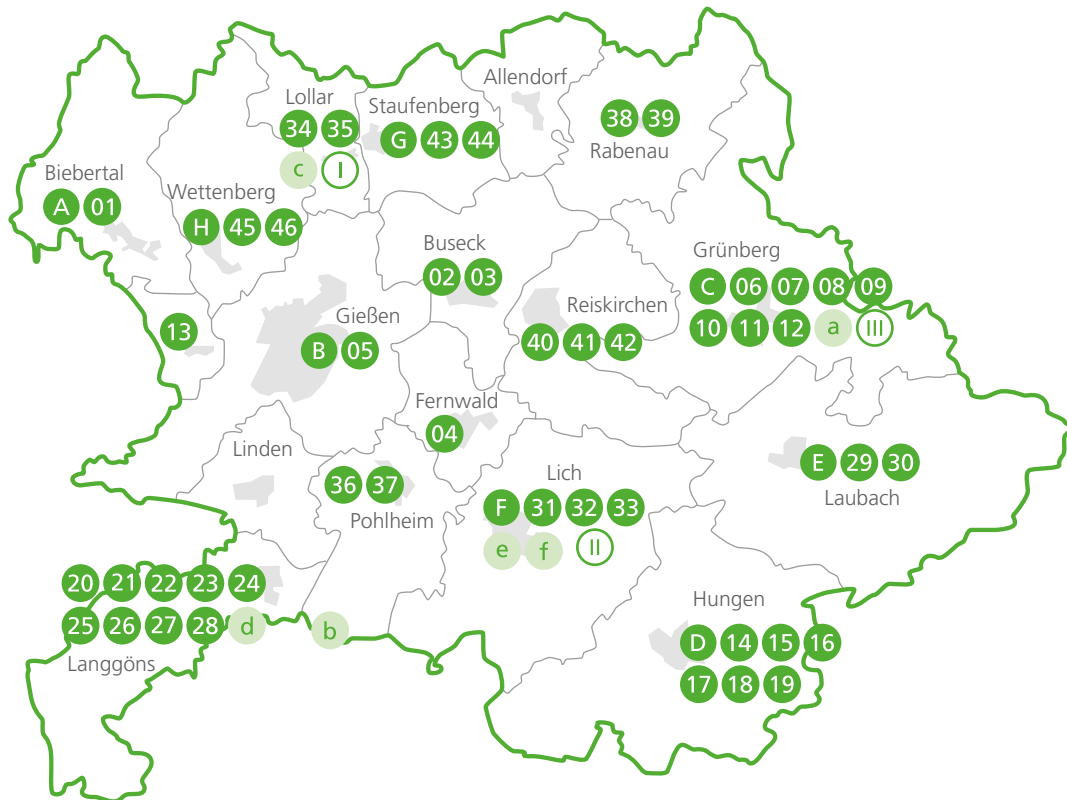 Allendorf
Lollar
34 35
c I
Staufenberg
G 43 44
38 39
Rabenau
Biebertal
A 01
Wettenberg
H 45 46
Buseck
02 03
Grünberg
C 06 07 08 09
10 11 12 a III
Reiskirchen
40 41 42
13
Gießen
B 05
Fernwald
04
Linden
36 37
Pohlheim
Lich
F 31 32 33
e f II
E 29 30
Laubach
20 21 22 23 24
25 26 27 28 d b
Langgöns
Hungen
D 14 15 16
17 18 19